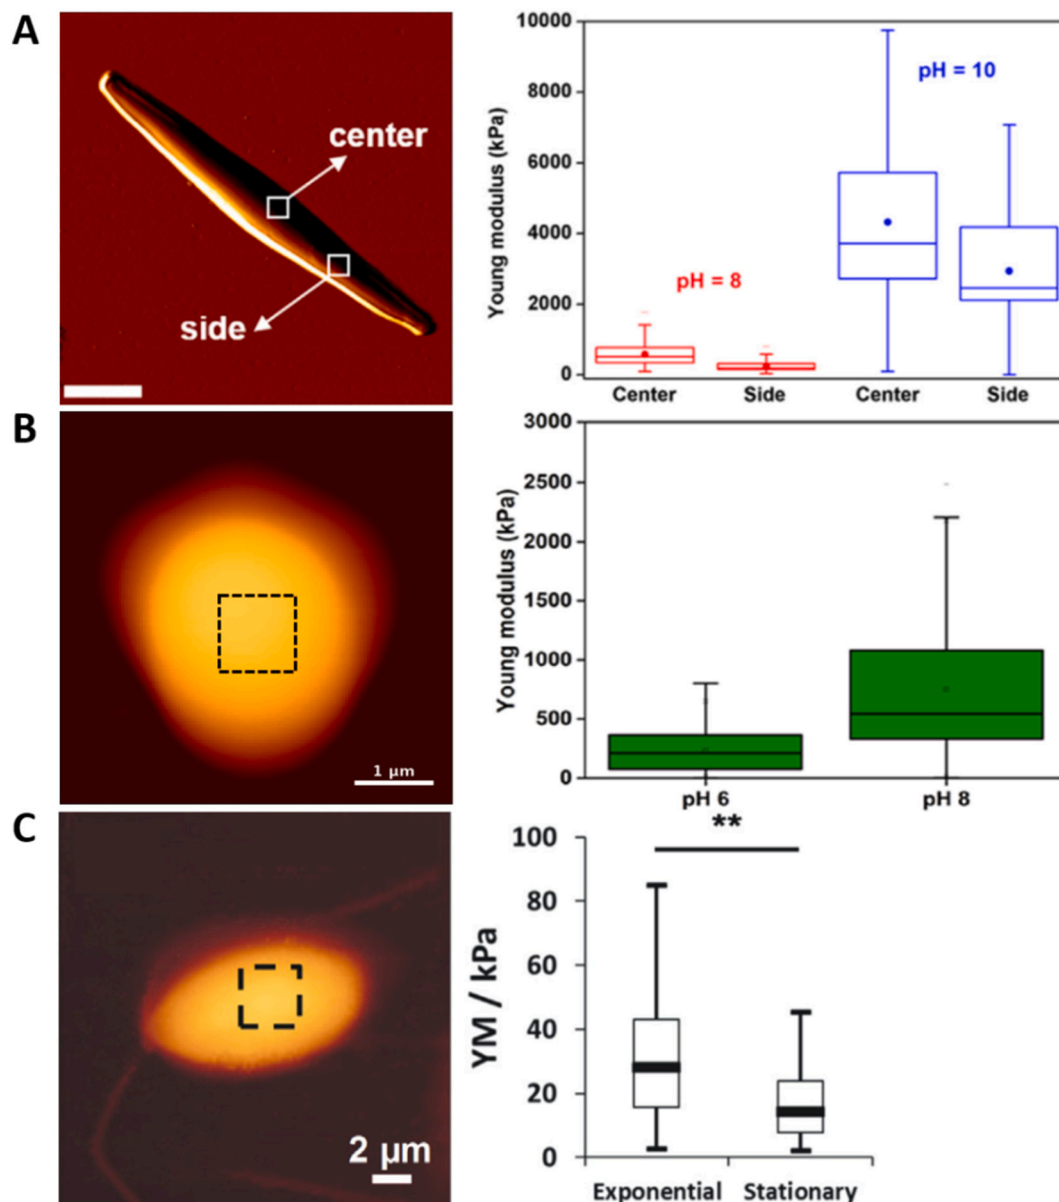 A
center
side
Young modulus (kPa)
10000
8000
6000
4000
2000
0
pH = 10
pH = 8
Center
Side
Center
Side
B
1 μm
Young modulus (kPa)
3000
2500
2000
1500
1000
500
0
pH 6
pH 8
C
2 μm
YM / kPa
100
80
60
40
20
0
**
Exponential
Stationary